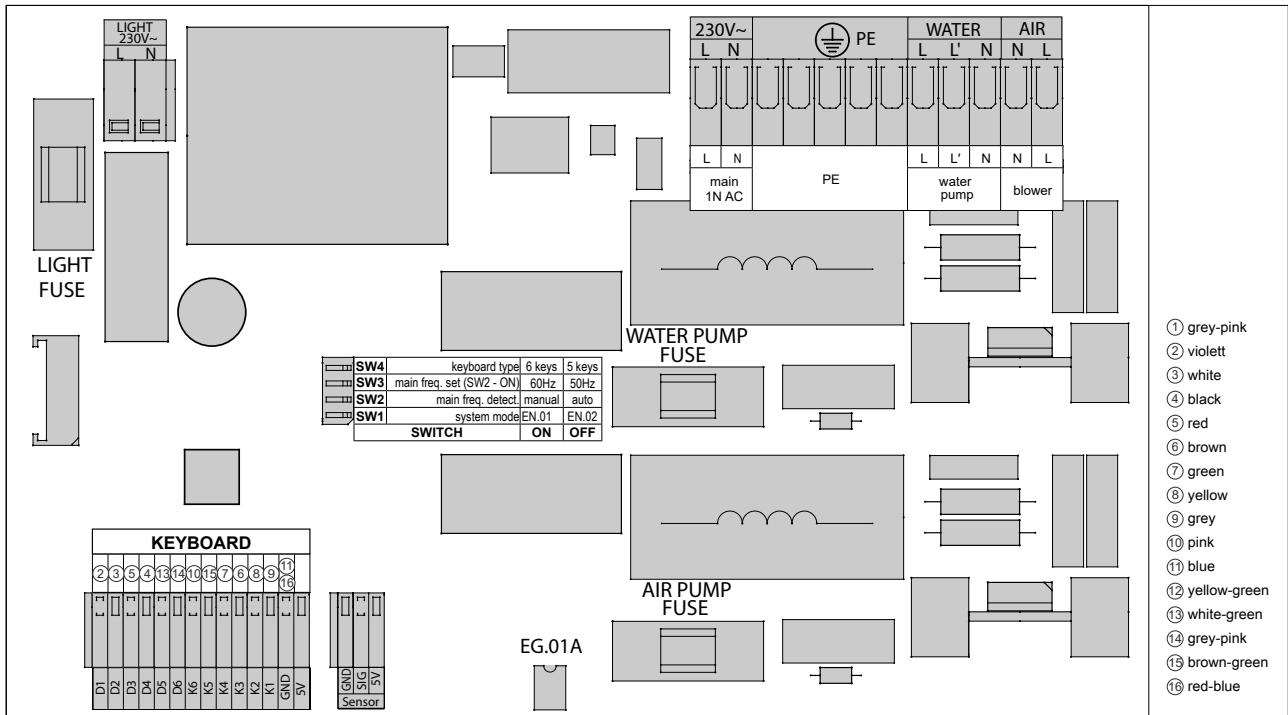 LIGHT
230V~
L N
LIGHT
FUSE
230V~ PE WATER AIR
L N L L' N N L
L N PE L L' N N L
main
1N AC
water
pump
blower
WATER PUMP
FUSE
SW4 keyboard type 6 keys 5 keys
SW3 main freq. set (SW2 - ON) 60Hz 50Hz
SW2 main freq. detect. manual auto
SW1 system mode EN.01 EN.02
SWITCH ON OFF
AIR PUMP
FUSE
EG.01A
KEYBOARD
2 3 5 4 13 14 10 15 7 6 8 9 11
16
D1 D2 D3 D4 D5 D6 K6 K5 K4 K3 K2 K1 GND 5V
GND SIG 5V
Sensor
1 grey-pink
2 violett
3 white
4 black
5 red
6 brown
7 green
8 yellow
9 grey
10 pink
11 blue
12 yellow-green
13 white-green
14 grey-pink
15 brown-green
16 red-blue